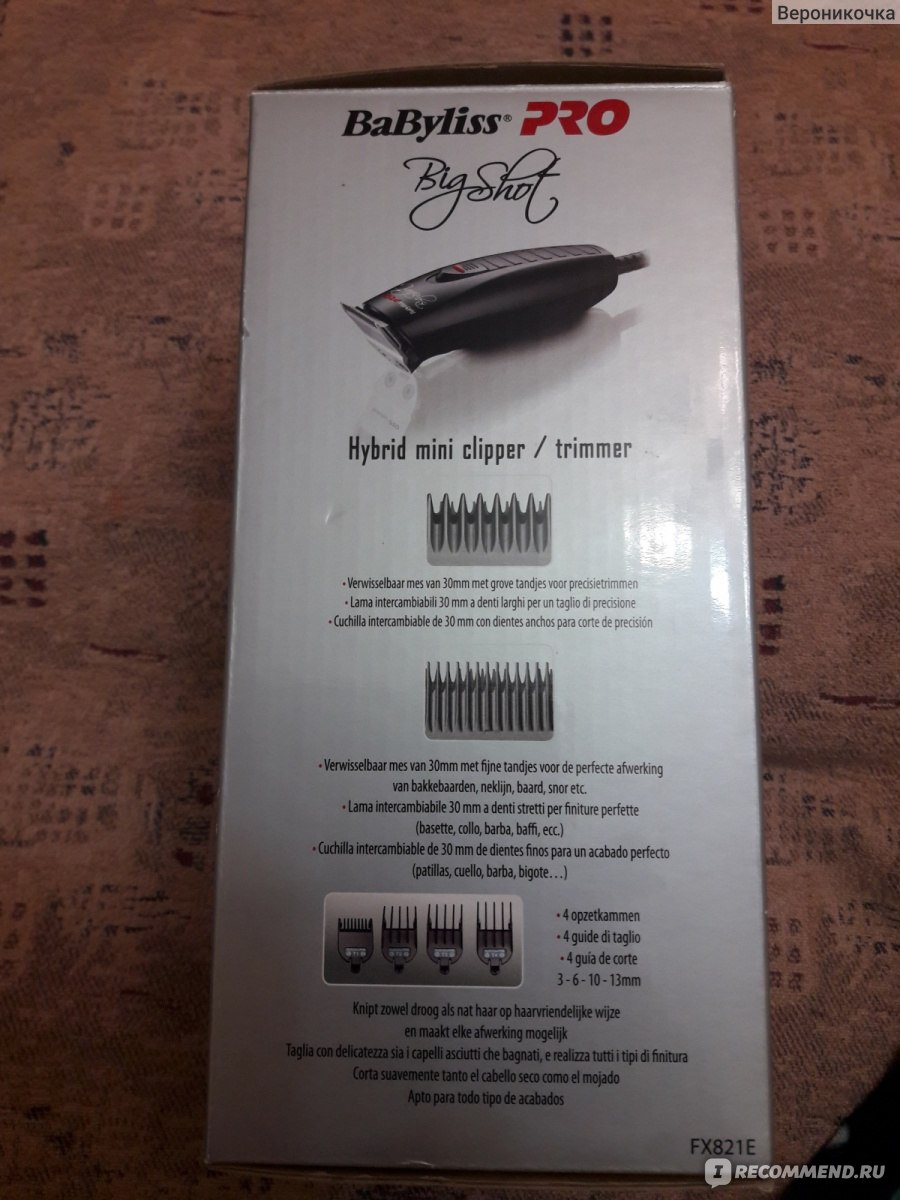 Вероникочка
BaByliss® PRO
BigShot
Hybrid mini clipper / trimmer
• Verwisselbaar mes van 30mm met grove tandjes voor precisietrimmen
• Lama intercambiabili 30 mm a denti larghi per un taglio di precisione
• Cuchilla intercambiable de 30 mm con dientes anchos para corte de precisión
• Verwisselbaar mes van 30mm met fijne tandjes voor de perfecte afwerking
van bakkebaarden, neklijn, baard, snor etc.
• Lama intercambiabile 30 mm a denti stretti per finiture perfette
(basette, collo, barba, baffi, ecc.)
• Cuchilla intercambiable de 30 mm de dientes finos para un acabado perfecto
(patillas, cuello, barba, bigote…)
• 4 opzetkammen
• 4 guide di taglio
• 4 guía de corte
3 - 6 - 10 - 13mm
Knipt zowel droog als nat haar op haarvriendelijke wijze
en maakt elke afwerking mogelijk
Taglia con delicatezza sia i capelli asciutti che bagnati, e realizza tutti i tipi di finitura
Corta suavemente tanto el cabello seco como el mojado
Apto para todo tipo de acabados
FX821E
IRECOMMEND.RU